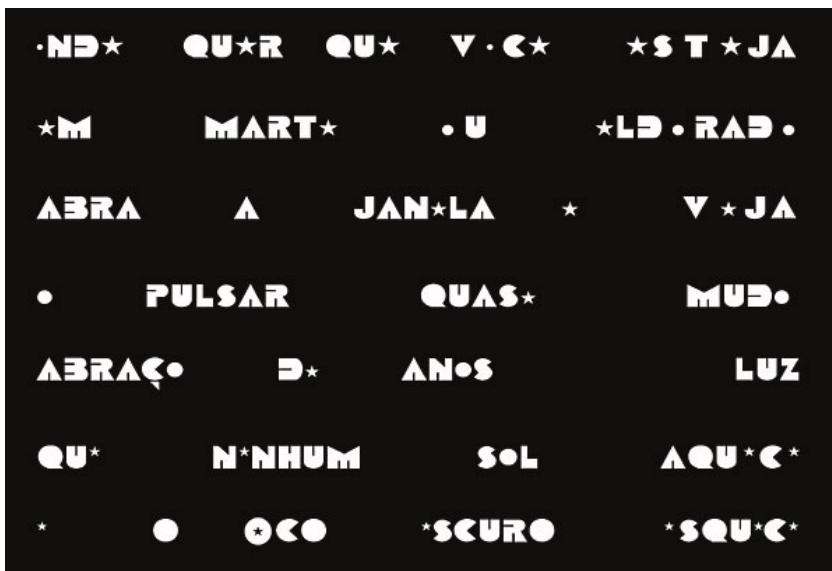 ●ND★ QU★R QU★ V●C★ ★ST★JA
★M MART★ ●U ★LD●RAD●
ABRA A JAN★LA ★ V★JA
● PULSAR QUAS★ MUD●
ABRAÇ● D★ AN●S LUZ
QU★ N★NHUM S●L AQU★C★
★ ● ✪C● ★SCUR● ★SQU★C★